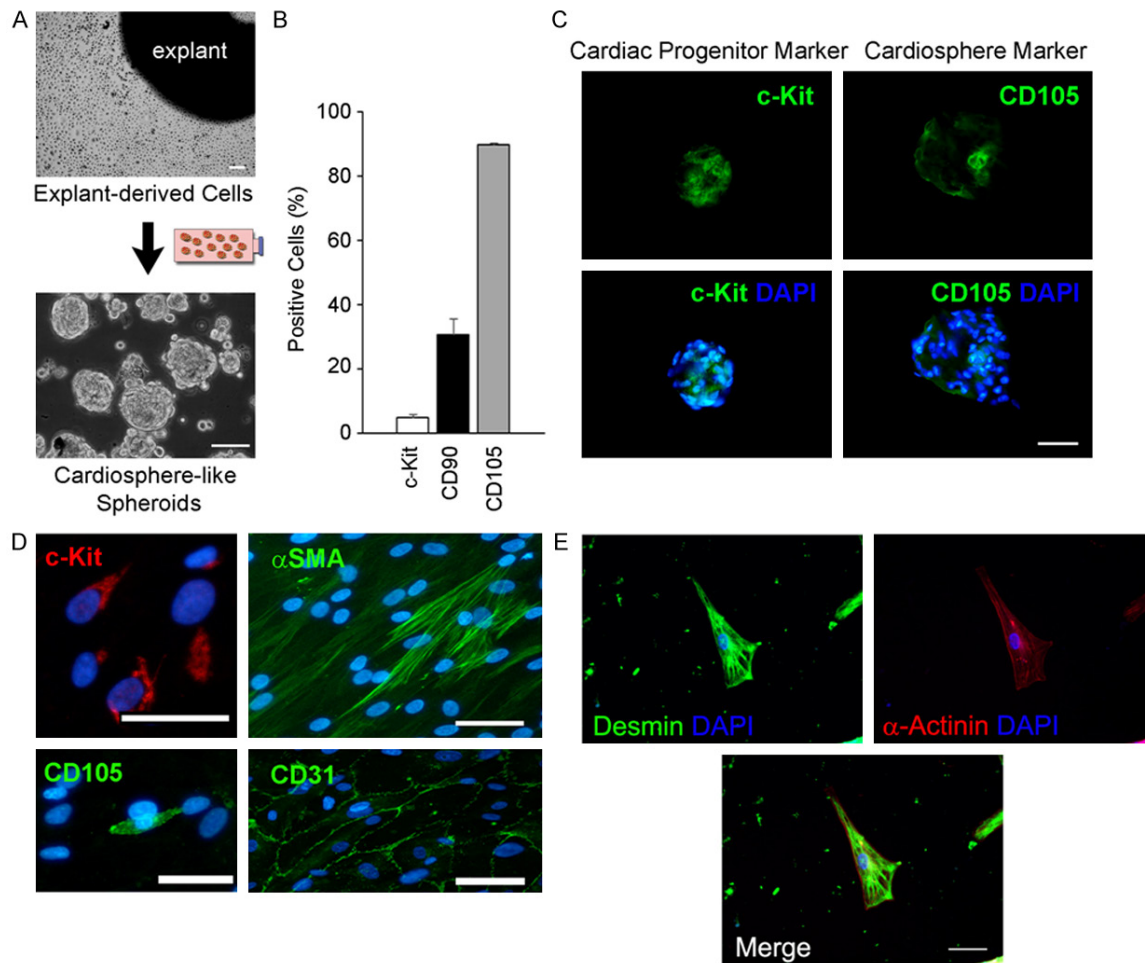 A
explant
Explant-derived Cells
Cardiosphere-like
Spheroids
B
Positive Cells (%)
100
80
60
40
20
0
c-Kit
CD90
CD105
C
Cardiac Progenitor Marker
Cardiosphere Marker
c-Kit
CD105
c-Kit DAPI
CD105 DAPI
D
c-Kit
αSMA
CD105
CD31
E
Desmin DAPI
α-Actinin DAPI
Merge